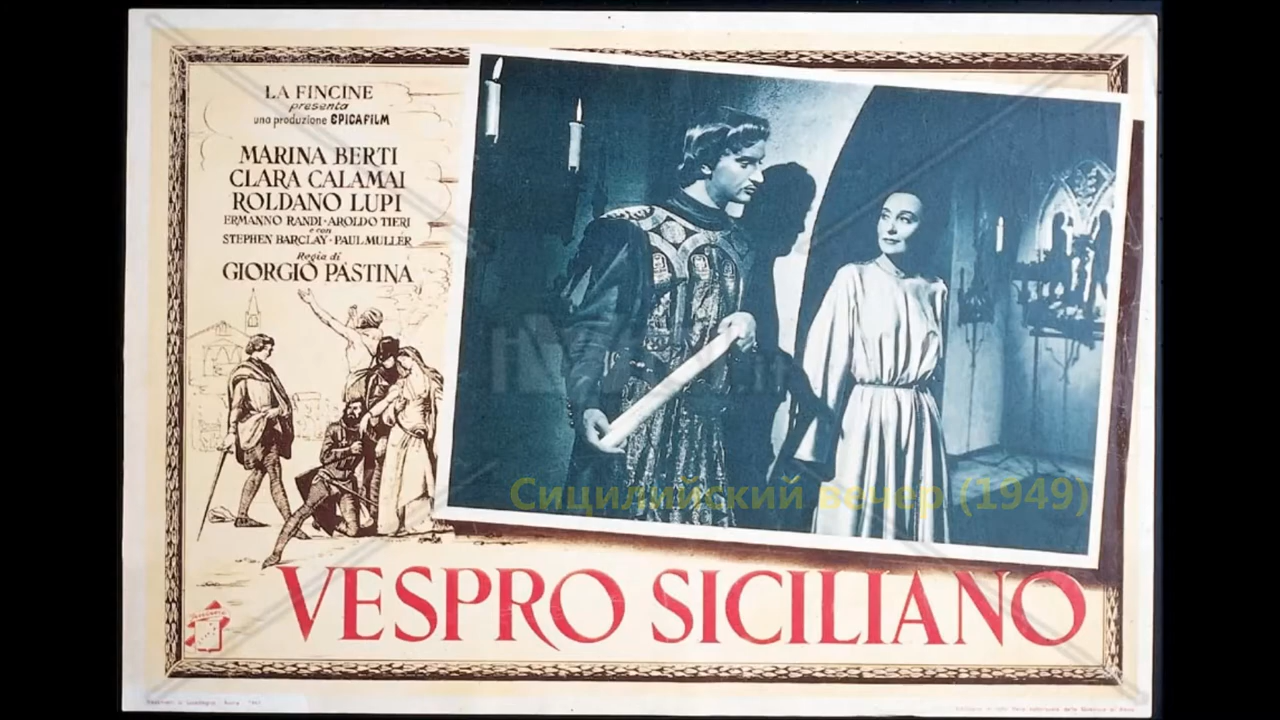 LA FINCINE
presenta
una produzione EPICAFILM
MARINA BERTI
CLARA CALAMAI
ROLDANO LUPI
ERMANNO RANDI · AROLDO TIERI
e con
STEPHEN BARCLAY · PAUL MULLER
Regia di
GIORGIO PASTINA
Сицилийский вечер (1949)
VESPRO SICILIANO